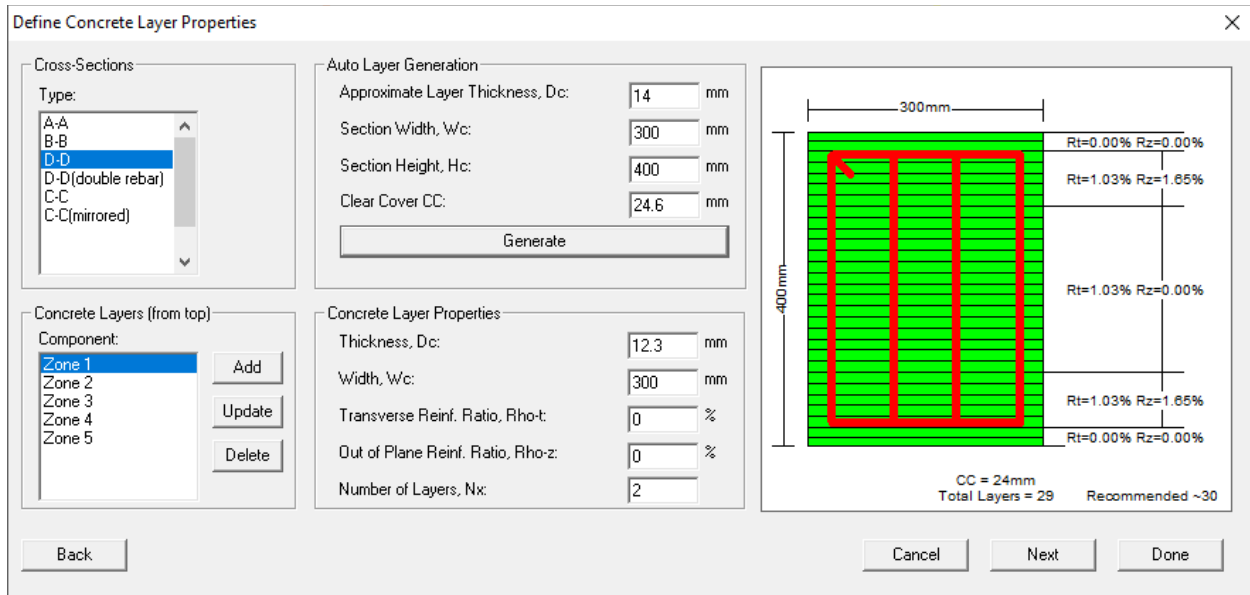 Define Concrete Layer Properties
Cross-Sections
Type:
A-A
B-B
D-D
D-D(double rebar)
C-C
C-C(mirrored)
Auto Layer Generation
Approximate Layer Thickness, Dc: 14 mm
Section Width, Wc: 300 mm
Section Height, Hc: 400 mm
Clear Cover CC: 24.6 mm
Generate
Concrete Layers (from top)
Component:
Zone 1
Zone 2
Zone 3
Zone 4
Zone 5
Add
Update
Delete
Concrete Layer Properties
Thickness, Dc: 12.3 mm
Width, Wc: 300 mm
Transverse Reinf. Ratio, Rho-t: 0 %
Out of Plane Reinf. Ratio, Rho-z: 0 %
Number of Layers, Nx: 2
300mm
400mm
Rt=0.00% Rz=0.00%
Rt=1.03% Rz=1.65%
Rt=1.03% Rz=0.00%
Rt=1.03% Rz=1.65%
Rt=0.00% Rz=0.00%
CC = 24mm
Total Layers = 29 Recommended ~30
Back
Cancel
Next
Done